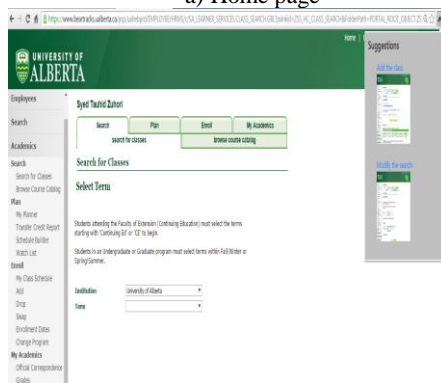 a) Home page
Home
UNIVERSITY OF
ALBERTA
Suggestions
Add the class
Modify the search
Employees
Search
Academics
Search
Search for Classes
Browse Course Catalog
Plan
My Planner
Transfer Credit Report
Schedule Builder
Watch List
Enroll
My Class Schedule
Add
Drop
Swap
Enrollment Dates
Change Program
My Academics
Official Correspondence
Grades
Syed Tauhid Zuhori
Search
Plan
Enroll
My Academics
search for classes
browse course catalog
Search for Classes
Select Term
Students attending the Faculty of Extension (Continuing Education) must select the terms
starting with 'Continuing Ed' or 'CE' to begin.
Students in an Undergraduate or Graduate program must select terms within Fall/Winter or
Spring/Summer.
Institution
University of Alberta
Term